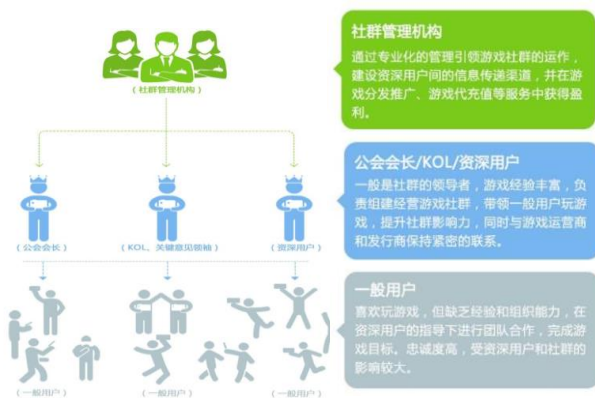 社群管理机构
通过专业化的管理引领游戏社群的运作，
建设资深用户间的信息传递渠道，并在游
戏分发推广、游戏代充值等服务中获得盈
利。
（社群管理机构）
公会会长/KOL/资深用户
一般是社群的领导者，游戏经验丰富，负
责组建经营游戏社群，带领一般用户玩游
戏，提升社群影响力，同时与游戏运营商
和发行商保持紧密的联系。
（公会会长）
（KOL、关键意见领袖）
（资深用户）
一般用户
喜欢玩游戏，但缺乏经验和组织能力，在
资深用户的指导下进行团队合作，完成游
戏目标。忠诚度高，受资深用户和社群的
影响较大。
（一般用户）
（一般用户）
（一般用户）